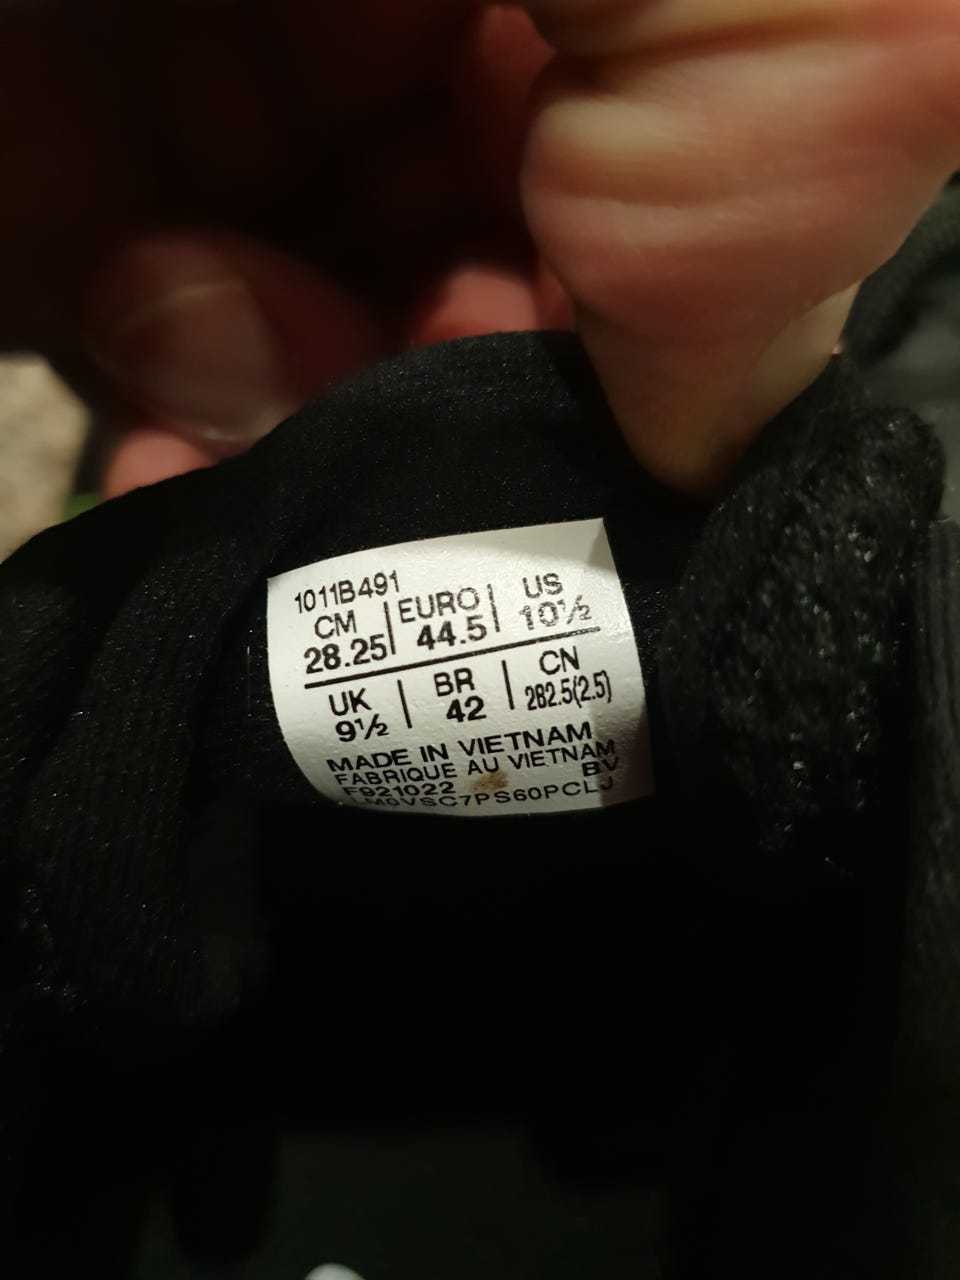 1011B491
CM | EURO | US
28.25 | 44.5 | 10½
UK | BR | CN
9½ | 42 | 282.5(2.5)
MADE IN VIETNAM
FABRIQUE AU VIETNAM
F921022 BV